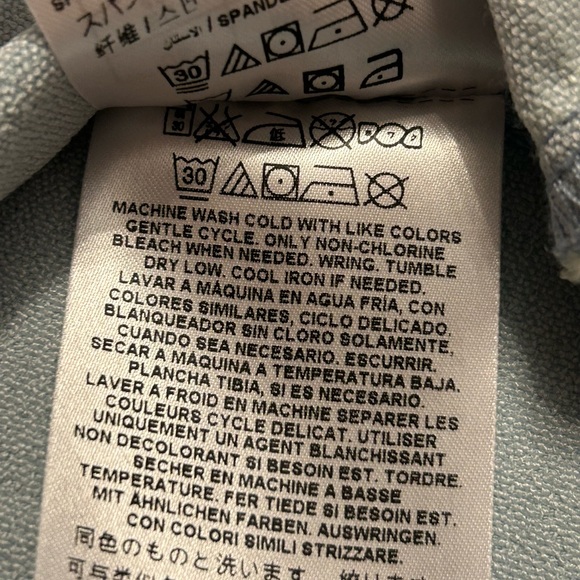 纤维 / / SPANDE
30
低
30
MACHINE WASH COLD WITH LIKE COLORS
GENTLE CYCLE. ONLY NON-CHLORINE
BLEACH WHEN NEEDED. WRING. TUMBLE
DRY LOW. COOL IRON IF NEEDED.
LAVAR A MÁQUINA EN AGUA FRÍA, CON
COLORES SIMILARES, CICLO DELICADO.
BLANQUEADOR SIN CLORO SOLAMENTE,
CUANDO SEA NECESARIO. ESCURRIR.
SECAR A MÁQUINA A TEMPERATURA BAJA.
PLANCHA TIBIA, SI ES NECESARIO.
LAVER A FROID EN MACHINE SEPARER LES
COULEURS CYCLE DELICAT. UTILISER
UNIQUEMENT UN AGENT BLANCHISSANT
NON DECOLORANT SI BESOIN EST. TORDRE.
SECHER EN MACHINE A BASSE
TEMPERATURE. FER TIEDE SI BESOIN EST.
MIT ÄHNLICHEN FARBEN. AUSWRINGEN.
CON COLORI SIMILI STRIZZARE.
同色のものと洗います。